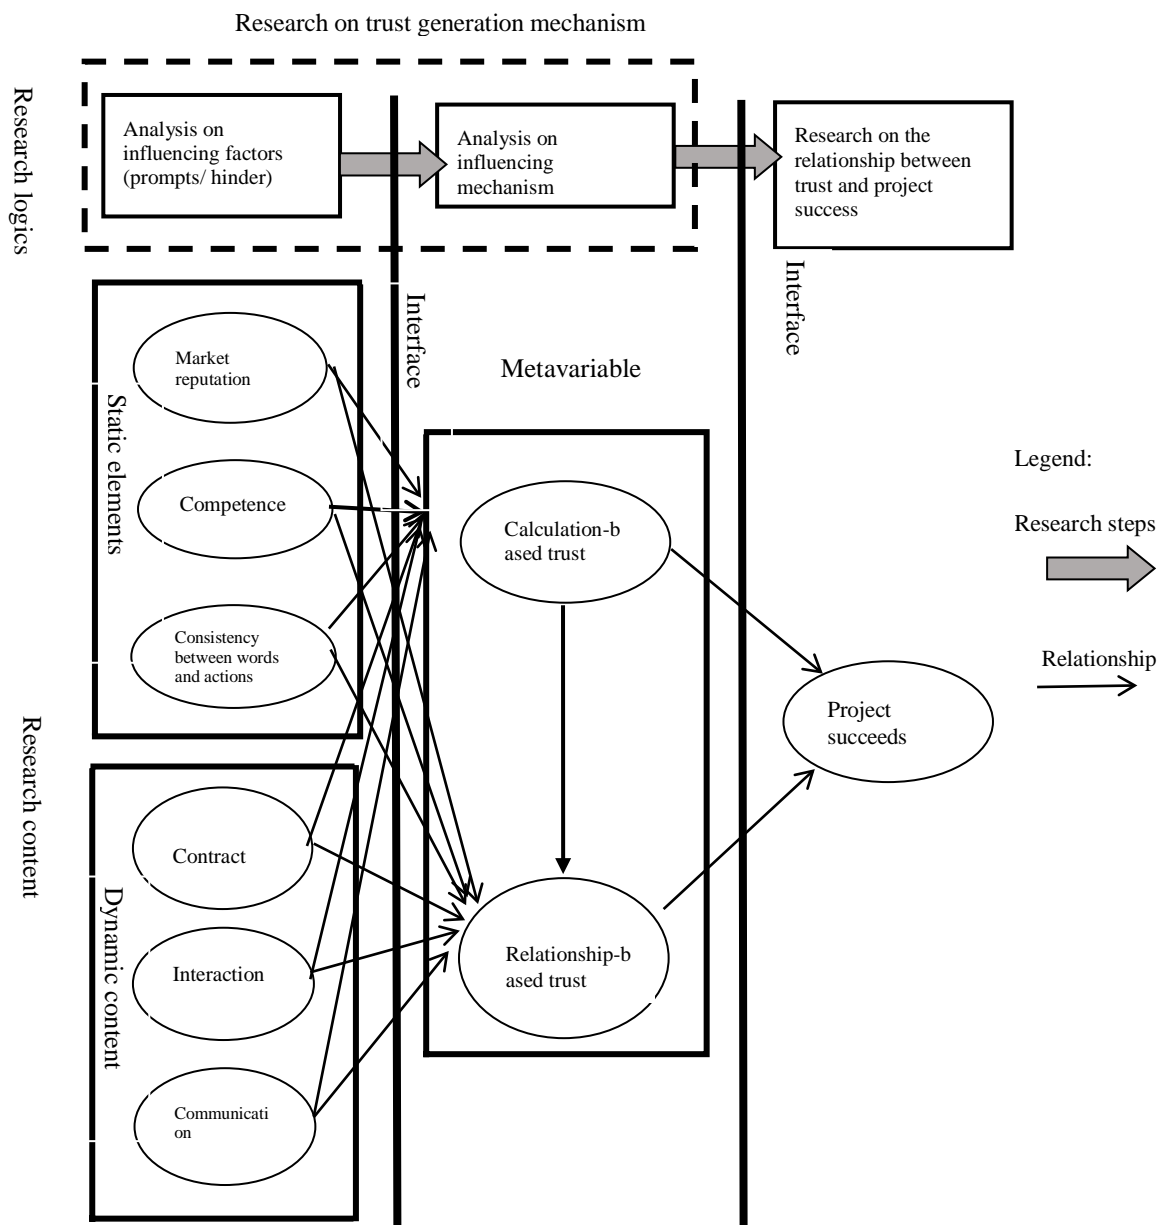 Research on trust generation mechanism
Research logics
Analysis on
influencing factors
(prompts/ hinder)
Analysis on
influencing
mechanism
Research on the
relationship between
trust and project
success
Interface
Interface
Metavariable
Static elements
Market
reputation
Competence
Consistency
between words
and actions
Calculation-b
ased trust
Legend:
Research steps
Relationship
Project
succeeds
Research content
Dynamic content
Contract
Interaction
Communicati
on
Relationship-b
ased trust